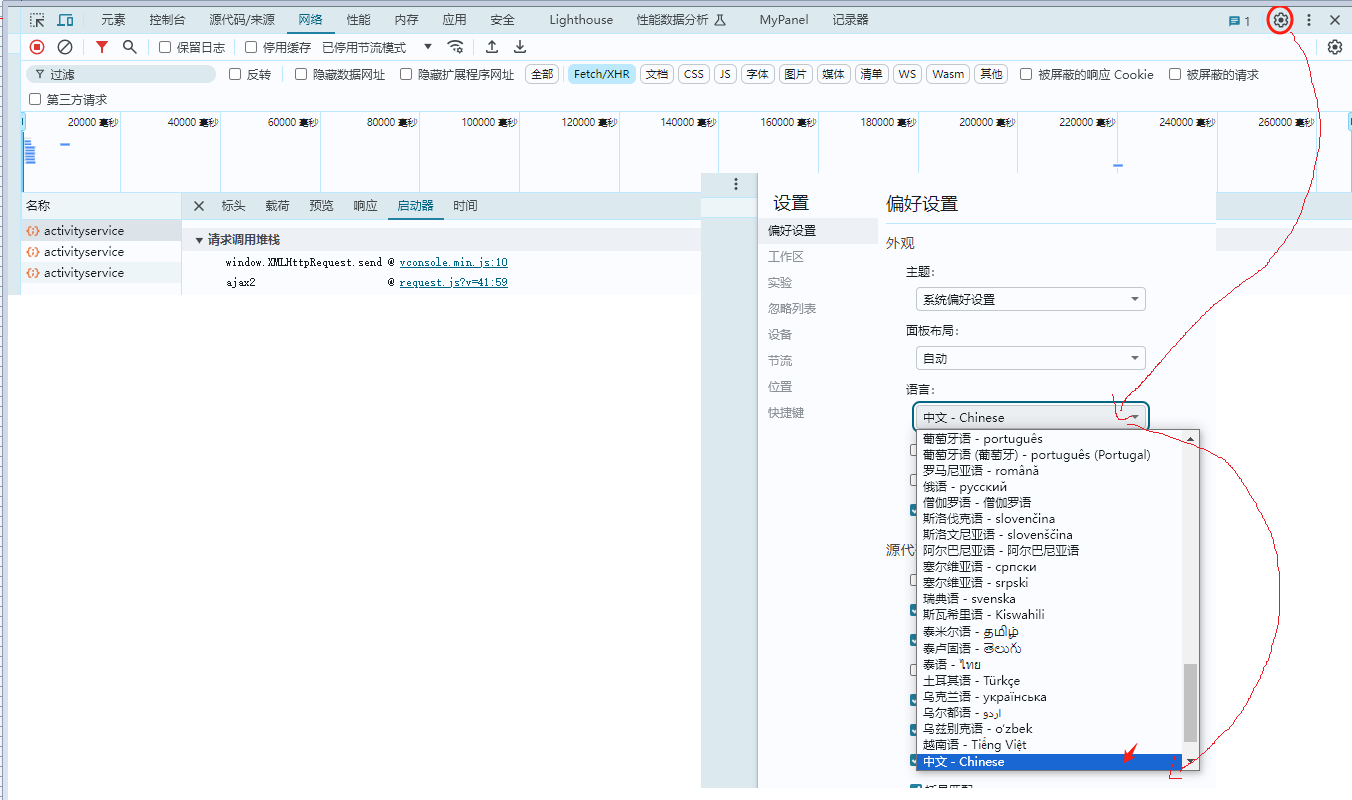 元素 控制台 源代码/来源 网络 性能 内存 应用 安全 Lighthouse 性能数据分析 MyPanel 记录器 1
保留日志 停用缓存 已停用节流模式
过滤 反转 隐藏数据网址 隐藏扩展程序网址 全部 Fetch/XHR 文档 CSS JS 字体 图片 媒体 清单 WS Wasm 其他 被屏蔽的响应 Cookie 被屏蔽的请求
第三方请求
20000 毫秒 40000 毫秒 60000 毫秒 80000 毫秒 100000 毫秒 120000 毫秒 140000 毫秒 160000 毫秒 180000 毫秒 200000 毫秒 220000 毫秒 240000 毫秒 260000 毫秒
名称
activityservice
activityservice
activityservice
标头 载荷 预览 响应 启动器 时间
请求调用堆栈
window.XMLHttpRequest.send @ vconsole.min.js:10
ajax2 @ request.js?v=41:59
设置
偏好设置
工作区
实验
忽略列表
设备
节流
位置
快捷键
偏好设置
外观
主题:
系统偏好设置
面板布局:
自动
语言:
中文 - Chinese
葡萄牙语 - português
葡萄牙语 (葡萄牙) - português (Portugal)
罗马尼亚语 - română
俄语 - русский
僧伽罗语 - 僧伽罗语
斯洛伐克语 - slovenčina
斯洛文尼亚语 - slovenščina
阿尔巴尼亚语 - 阿尔巴尼亚语
塞尔维亚语 - српски
塞尔维亚语 - srpski
瑞典语 - svenska
斯瓦希里语 - Kiswahili
泰米尔语 - தமிழ்
泰卢固语 - తెలుగు
泰语 - ไทย
土耳其语 - Türkçe
乌克兰语 - українська
乌尔都语 - اردو
乌兹别克语 - o‘zbek
越南语 - Tiếng Việt
中文 - Chinese
源代